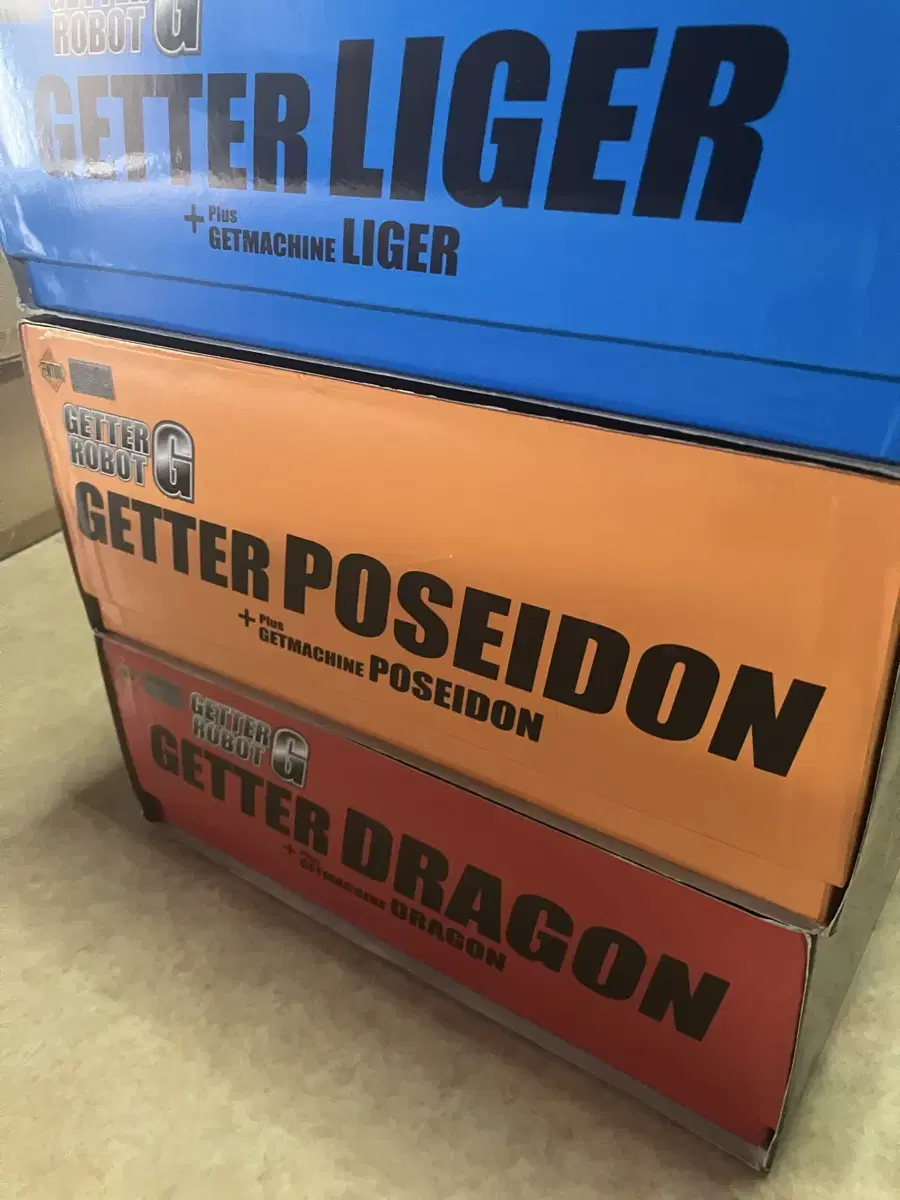 GETTER
ROBOT G
GETTER LIGER
+ Plus
GETMACHINE LIGER
GETTER
ROBOT G
GETTER POSEIDON
+ Plus
GETMACHINE POSEIDON
GETTER
ROBOT G
GETTER DRAGON
+
GETMACHINE DRAGON